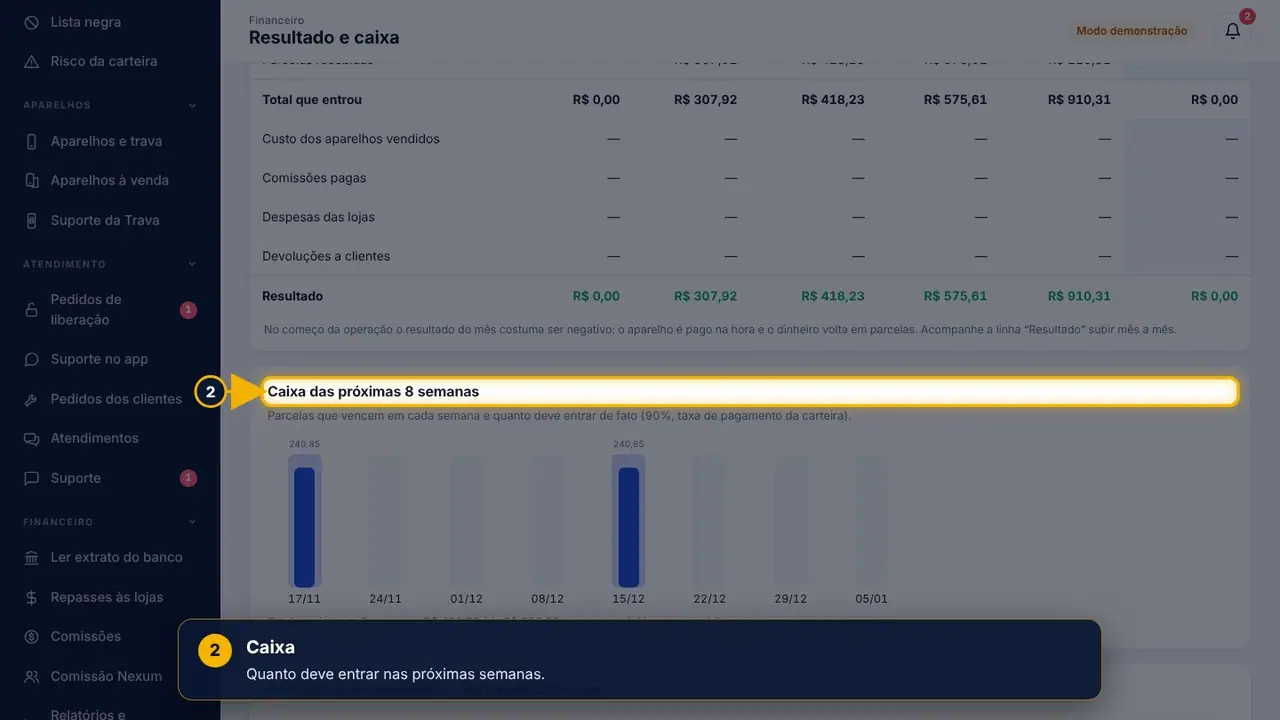 Lista negra
Risco da carteira
APARELHOS
Aparelhos e trava
Aparelhos à venda
Suporte da Trava
ATENDIMENTO
Pedidos de
liberação
1
Suporte no app
Pedidos dos clientes
Atendimentos
Suporte
1
FINANCEIRO
Ler extrato do banco
Repasses às lojas
Comissões
Comissão Nexum
Relatórios e
Financeiro
Resultado e caixa
Modo demonstração
2
Total que entrou R$ 0,00 R$ 307,92 R$ 418,23 R$ 575,61 R$ 910,31 R$ 0,00
Custo dos aparelhos vendidos — — — — — —
Comissões pagas — — — — — —
Despesas das lojas — — — — — —
Devoluções a clientes — — — — — —
Resultado R$ 0,00 R$ 307,92 R$ 418,23 R$ 575,61 R$ 910,31 R$ 0,00
No começo da operação o resultado do mês costuma ser negativo: o aparelho é pago na hora e o dinheiro volta em parcelas. Acompanhe a linha “Resultado” subir mês a mês.
2
Caixa das próximas 8 semanas
Parcelas que vencem em cada semana e quanto deve entrar de fato (90%, taxa de pagamento da carteira).
240,85 240,85
17/11 24/11 01/12 08/12 15/12 22/12 29/12 05/01
2
Caixa
Quanto deve entrar nas próximas semanas.